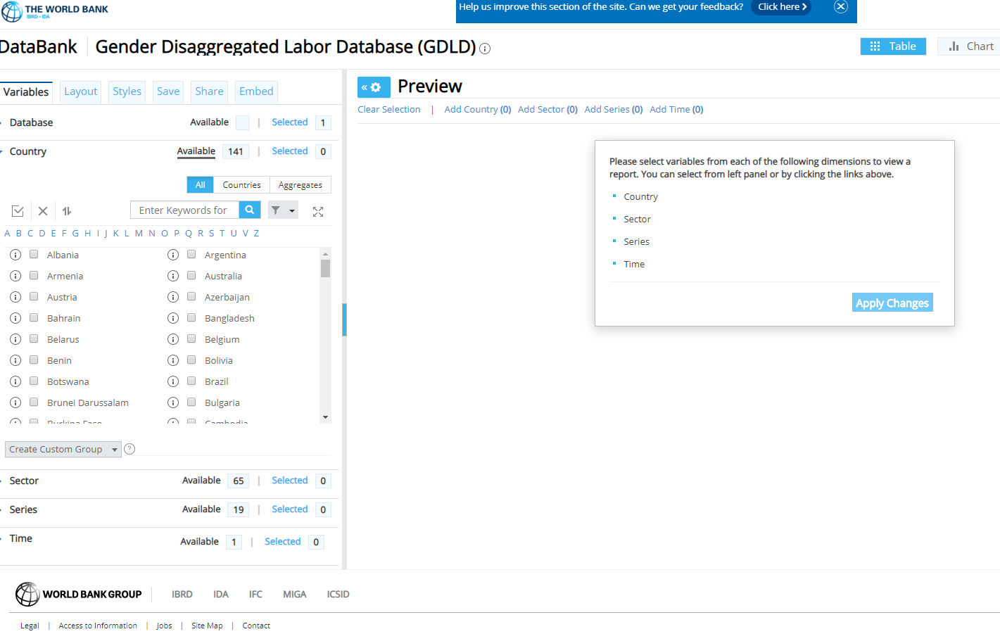 THE WORLD BANK
IBRD • IDA
Help us improve this section of the site. Can we get your feedback? Click here
DataBank Gender Disaggregated Labor Database (GDLD)
Table Chart
Variables Layout Styles Save Share Embed
Preview
Clear Selection | Add Country (0) Add Sector (0) Add Series (0) Add Time (0)
Database Available | Selected 1
Country Available 141 | Selected 0
All Countries Aggregates
Enter Keywords for
A B C D E F G H I J K L M N O P Q R S T U V Z
Albania Argentina
Armenia Australia
Austria Azerbaijan
Bahrain Bangladesh
Belarus Belgium
Benin Bolivia
Botswana Brazil
Brunei Darussalam Bulgaria
Burkina Faso Cambodia
Create Custom Group ?
Sector Available 65 | Selected 0
Series Available 19 | Selected 0
Time Available 1 | Selected 0
Please select variables from each of the following dimensions to view a
report. You can select from left panel or by clicking the links above.
Country
Sector
Series
Time
Apply Changes
WORLD BANK GROUP IBRD IDA IFC MIGA ICSID
Legal | Access to Information | Jobs | Site Map | Contact